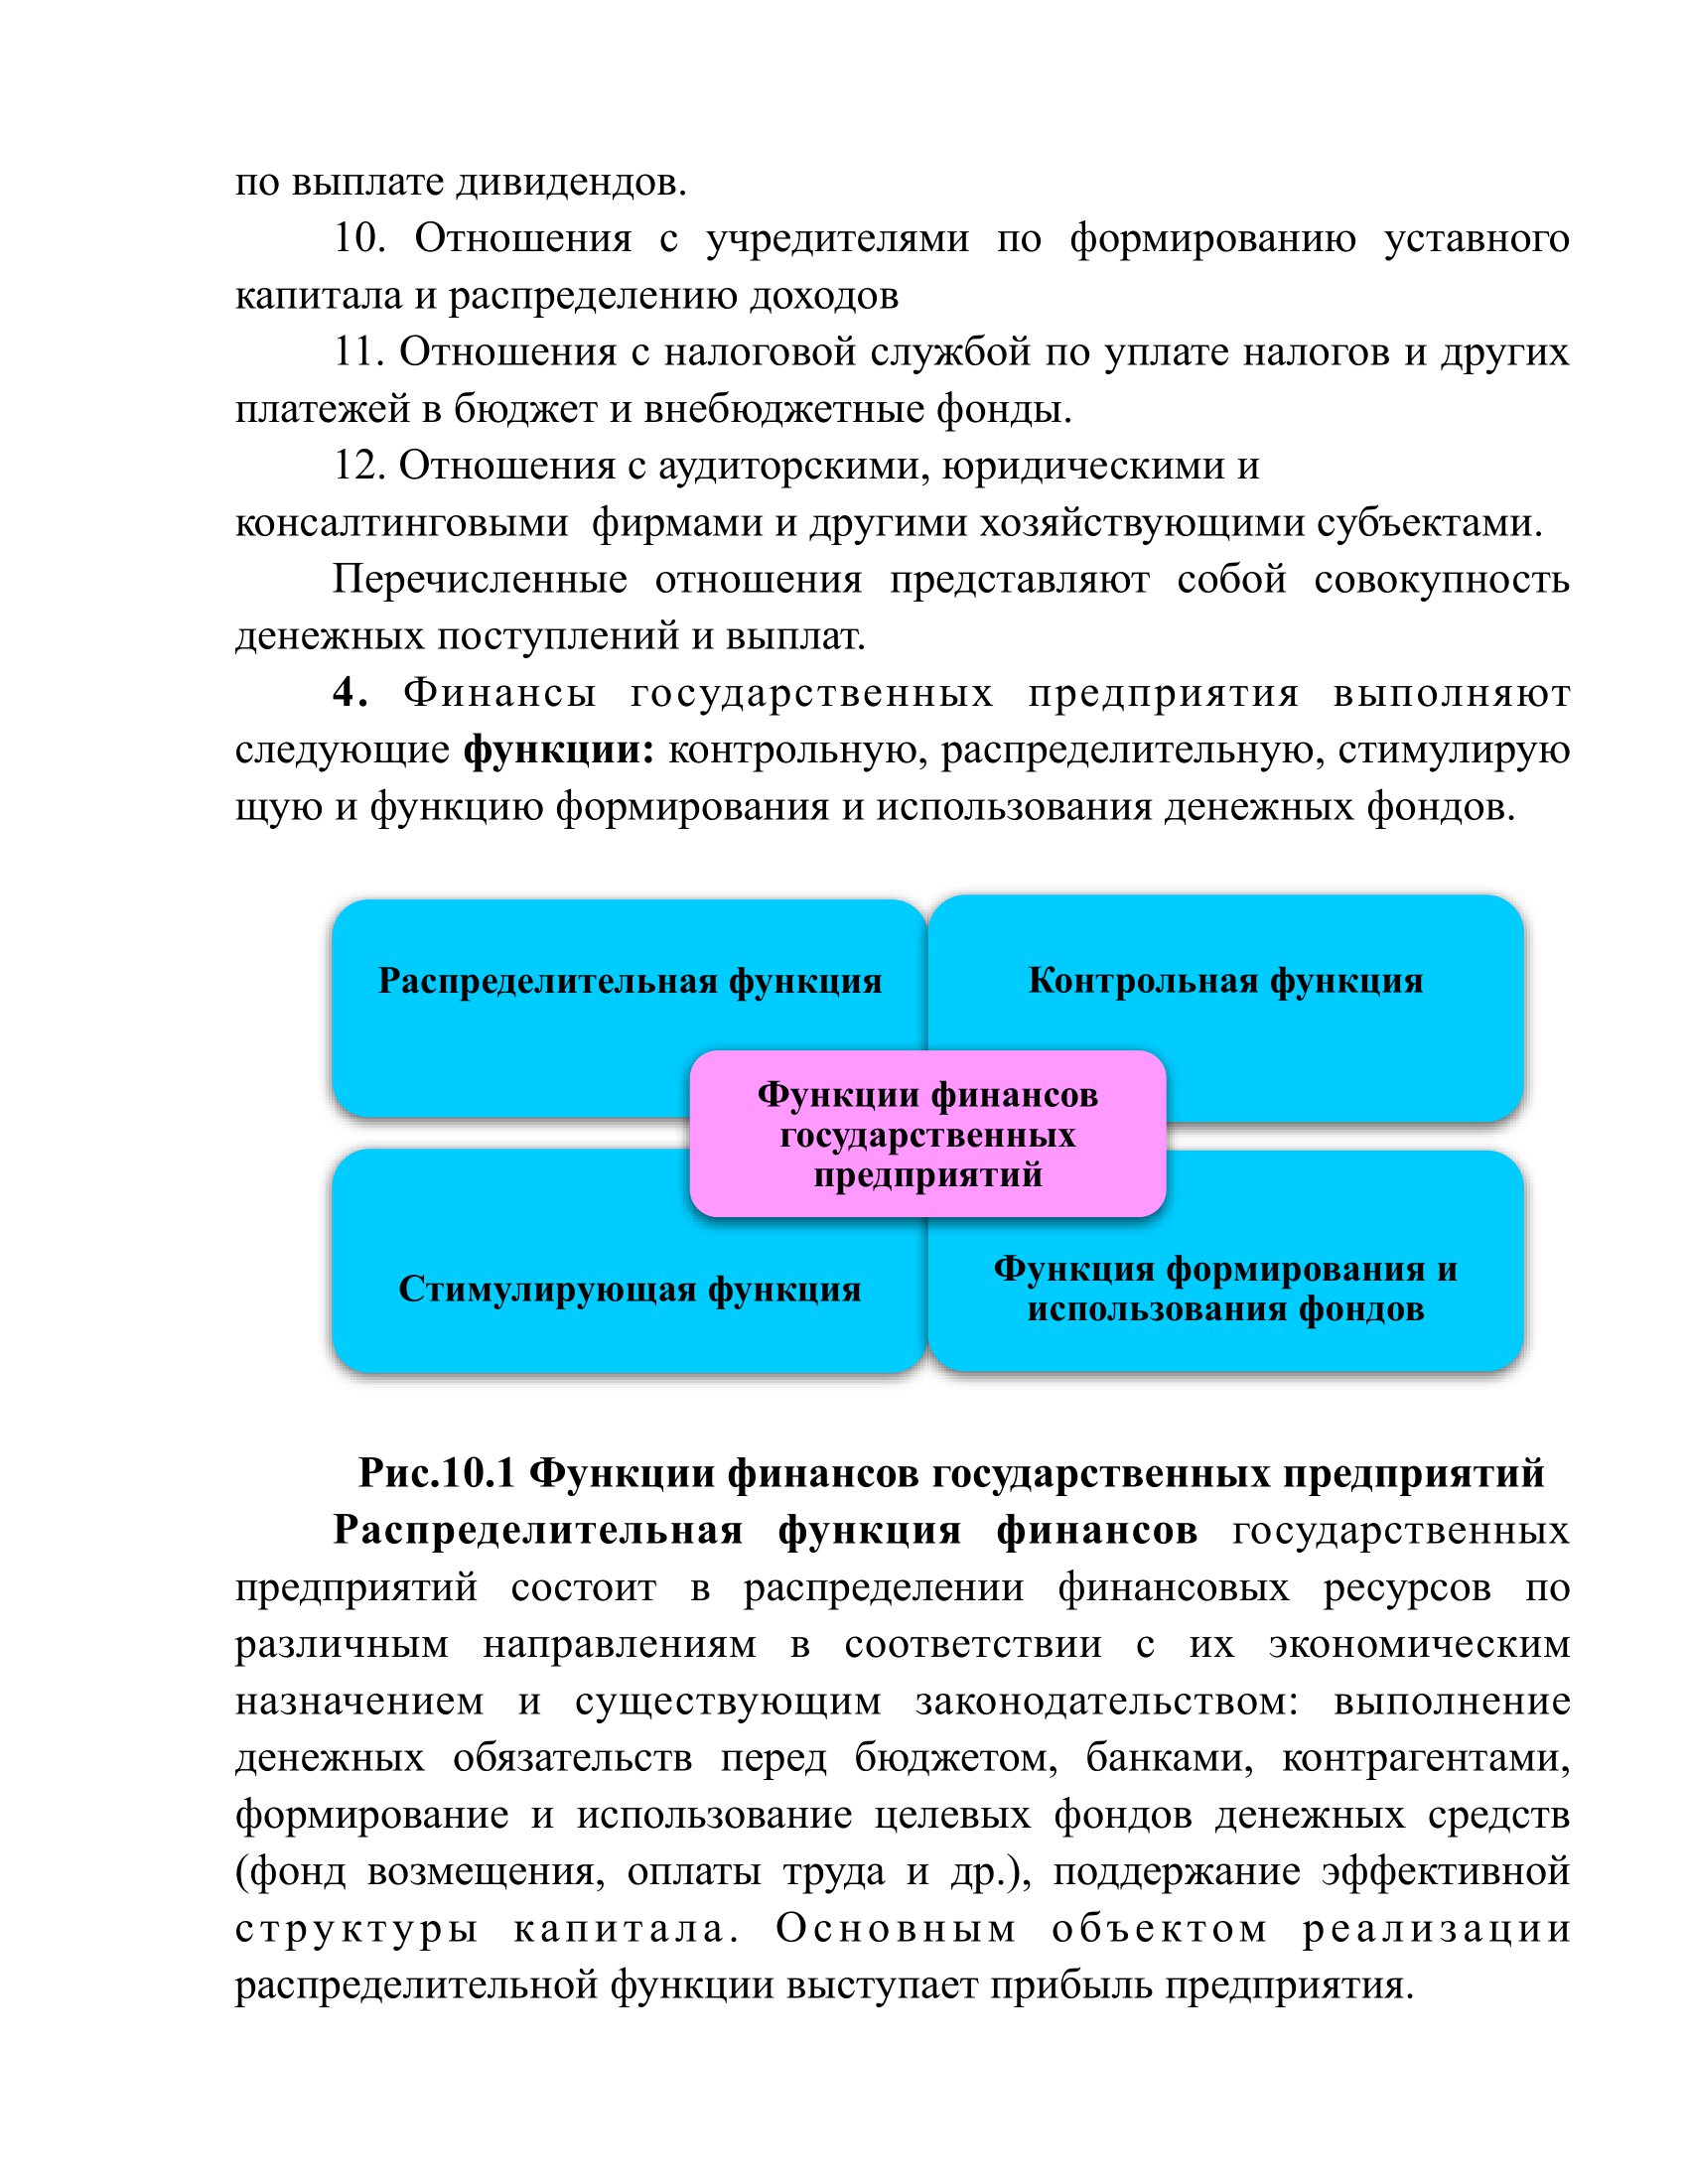 по выплате дивидендов.
10. Отношения с учредителями по формированию уставного
капитала и распределению доходов
11. Отношения с налоговой службой по уплате налогов и других
платежей в бюджет и внебюджетные фонды.
12. Отношения с аудиторскими, юридическими и
консалтинговыми  фирмами и другими хозяйствующими субъектами.
Перечисленные отношения представляют собой совокупность
денежных поступлений и выплат.
4. Финансы государственных предприятия выполняют
следующие функции: контрольную, распределительную, стимулирую
щую и функцию формирования и использования денежных фондов.
Распределительная функция
Контрольная функция
Функции финансов
государственных
предприятий
Стимулирующая функция
Функция формирования и
использования фондов
Рис.10.1 Функции финансов государственных предприятий
Распределительная функция финансов государственных
предприятий состоит в распределении финансовых ресурсов по
различным направлениям в соответствии с их экономическим
назначением и существующим законодательством: выполнение
денежных обязательств перед бюджетом, банками, контрагентами,
формирование и использование целевых фондов денежных средств
(фонд возмещения, оплаты труда и др.), поддержание эффективной
структуры капитала. Основным объектом реализации
распределительной функции выступает прибыль предприятия.